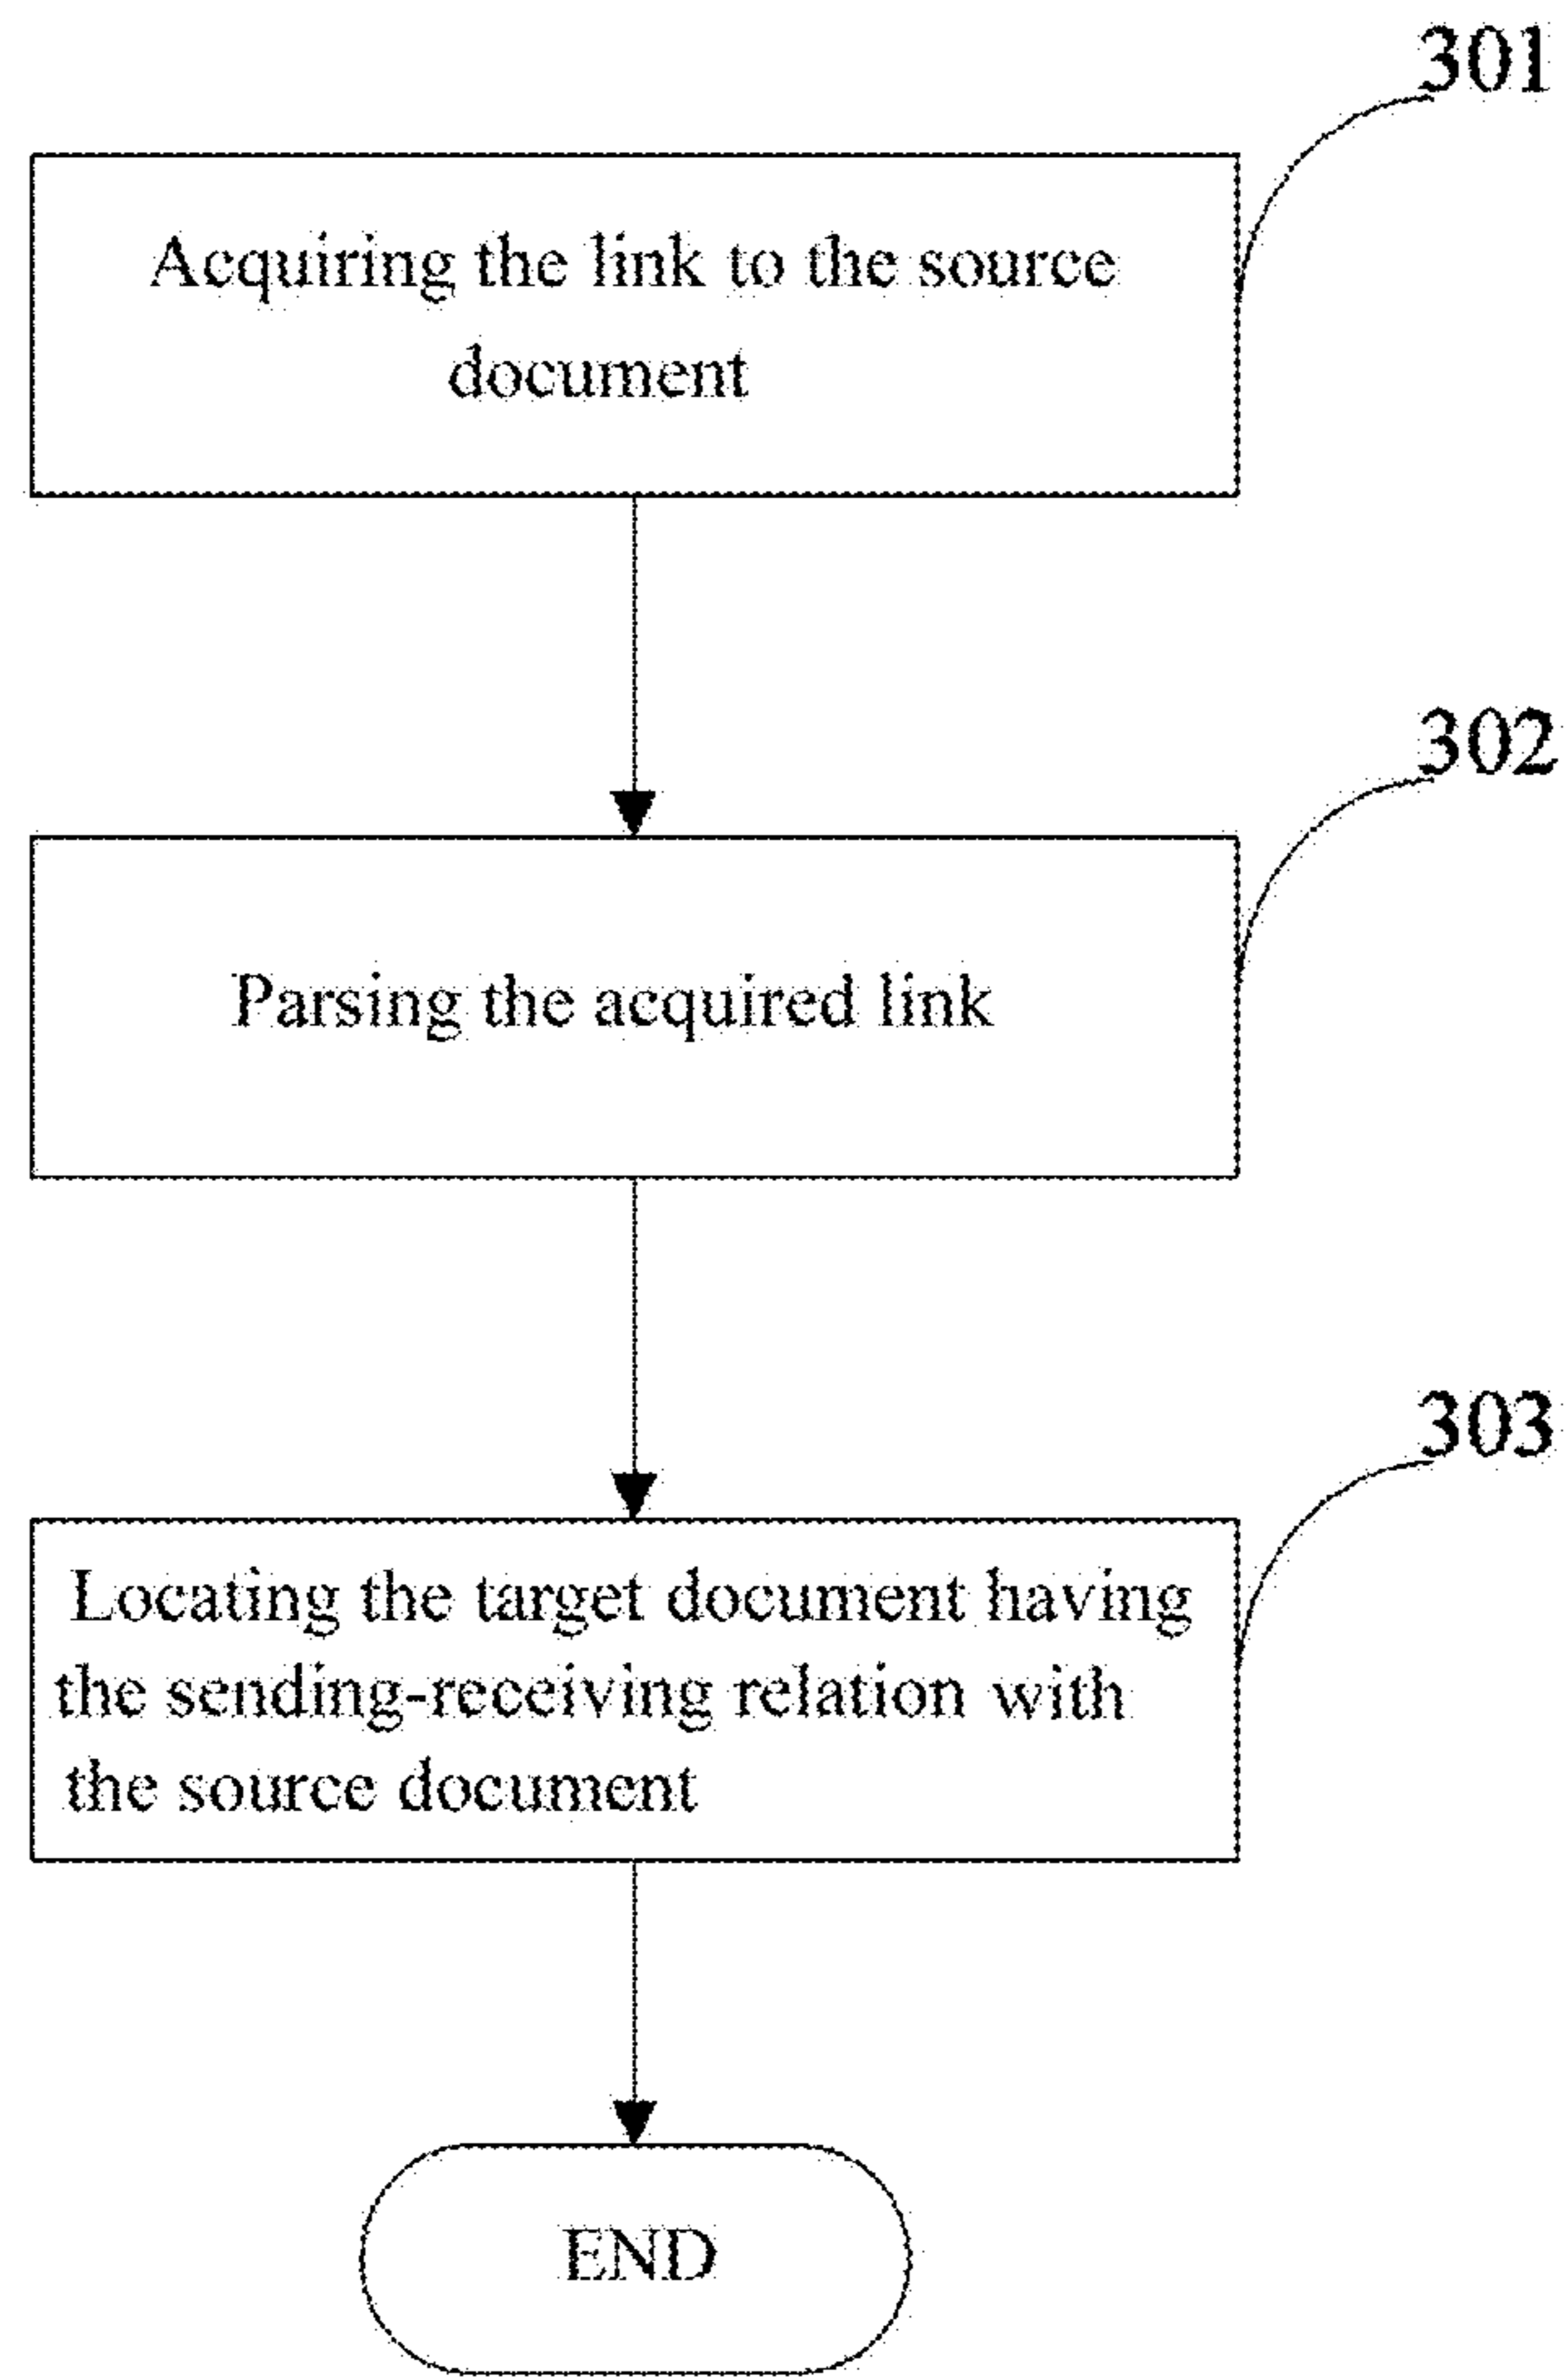 301
Acquiring the link to the source
document
302
Parsing the acquired link
303
Locating the target document having
the sending-receiving relation with
the source document
END